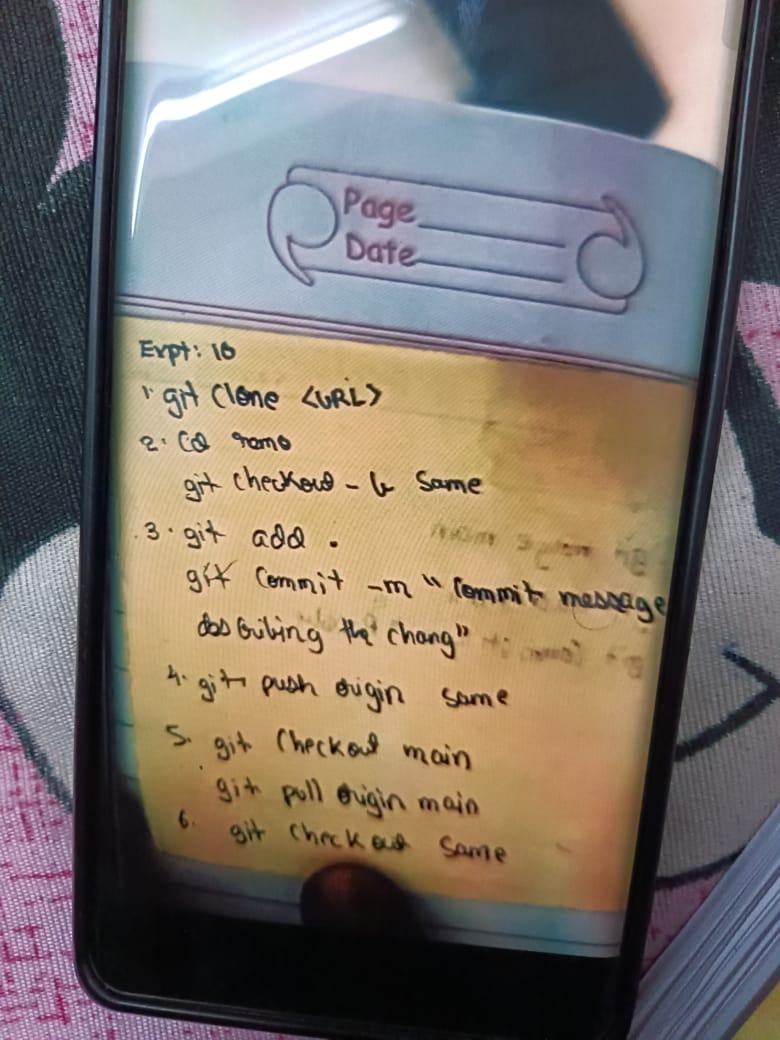 Page
Date
Expt: 10
1. git clone <URL>
2. cd
git checkout -b same
3. git add .
git commit -m "Commit message
the chang"
4. git push origin same
5. git checkout main
git pull origin main
6. git checkout same